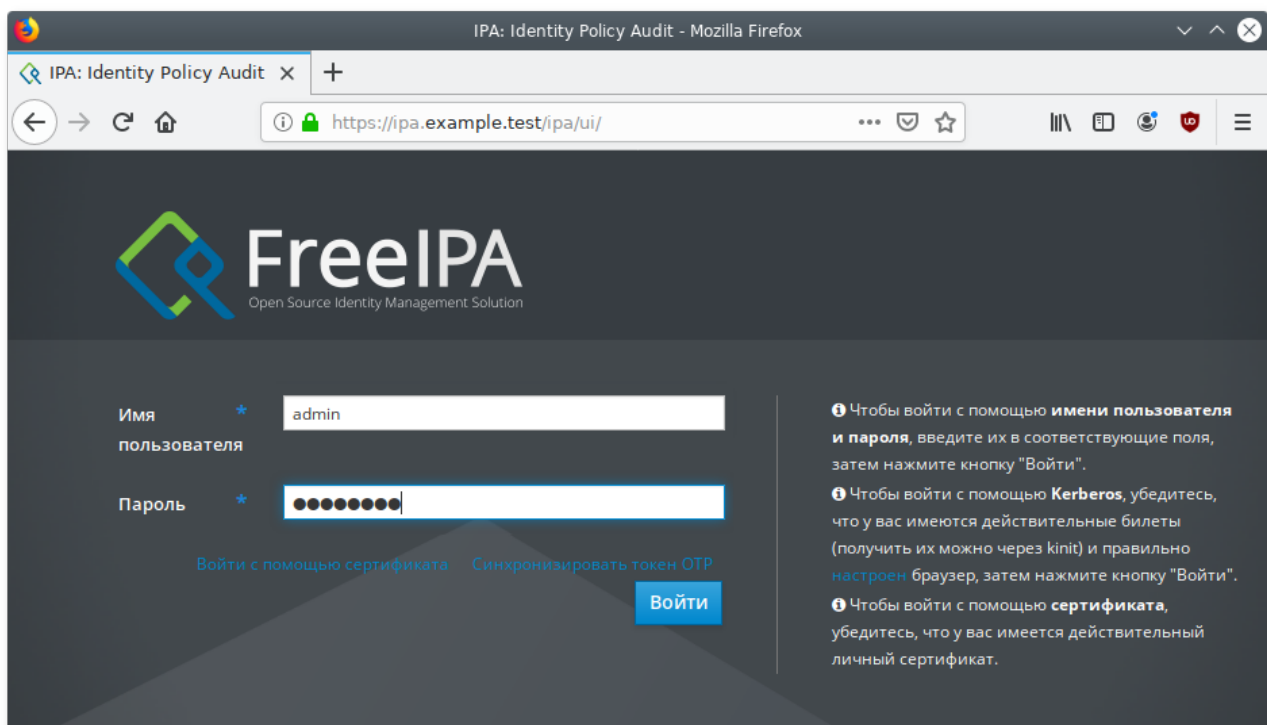 IPA: Identity Policy Audit - Mozilla Firefox
IPA: Identity Policy Audit
https://ipa.example.test/ipa/ui/
FreeIPA
Open Source Identity Management Solution
Имя *
пользователя
admin
Пароль *
●●●●●●●●
Войти с помощью сертификата Синхронизировать токен OTP
Войти
Чтобы войти с помощью имени пользователя
и пароля, введите их в соответствующие поля,
затем нажмите кнопку "Войти".
Чтобы войти с помощью Kerberos, убедитесь,
что у вас имеются действительные билеты
(получить их можно через kinit) и правильно
настроен браузер, затем нажмите кнопку "Войти".
Чтобы войти с помощью сертификата,
убедитесь, что у вас имеется действительный
личный сертификат.